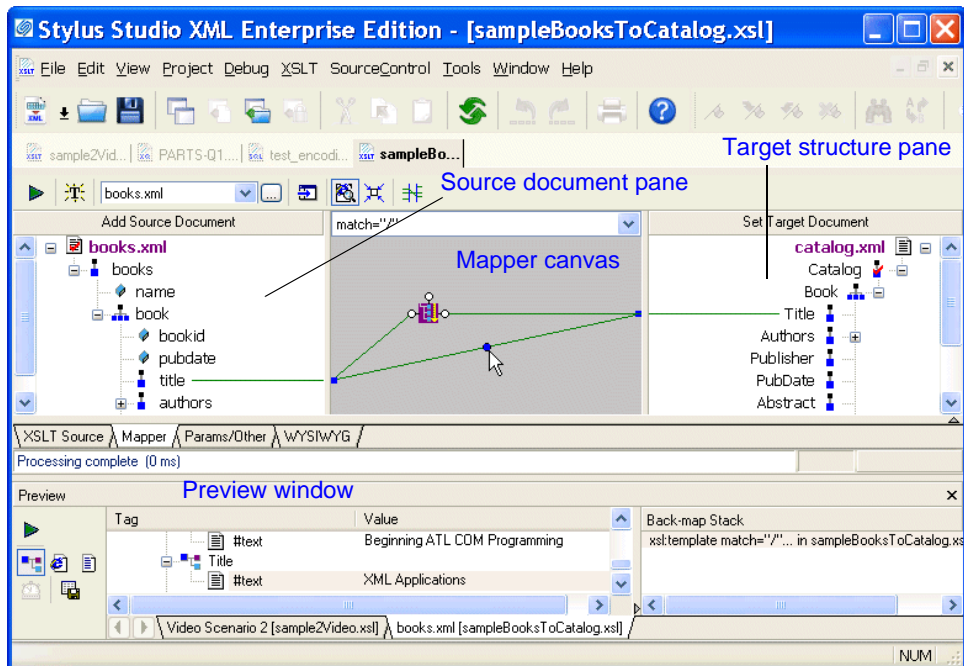 Stylus Studio XML Enterprise Edition - [sampleBooksToCatalog.xsl]
File Edit View Project Debug XSLT SourceControl Tools Window Help
sample2Vid... PARTS-Q1.... test_encodi... sampleBo...
Target structure pane
books.xml
Source document pane
Add Source Document
match="/"
Set Target Document
books.xml
books
name
book
bookid
pubdate
title
authors
Mapper canvas
catalog.xml
Catalog
Book
Title
Authors
Publisher
PubDate
Abstract
XSLT Source Mapper Params/Other WYSIWYG
Processing complete (0 ms)
Preview
Preview window
Tag Value
#text Beginning ATL COM Programming
Title
#text XML Applications
Back-map Stack
xsl:template match="/"... in sampleBooksToCatalog.xs
Video Scenario 2 [sample2Video.xsl] books.xml [sampleBooksToCatalog.xsl]
NUM